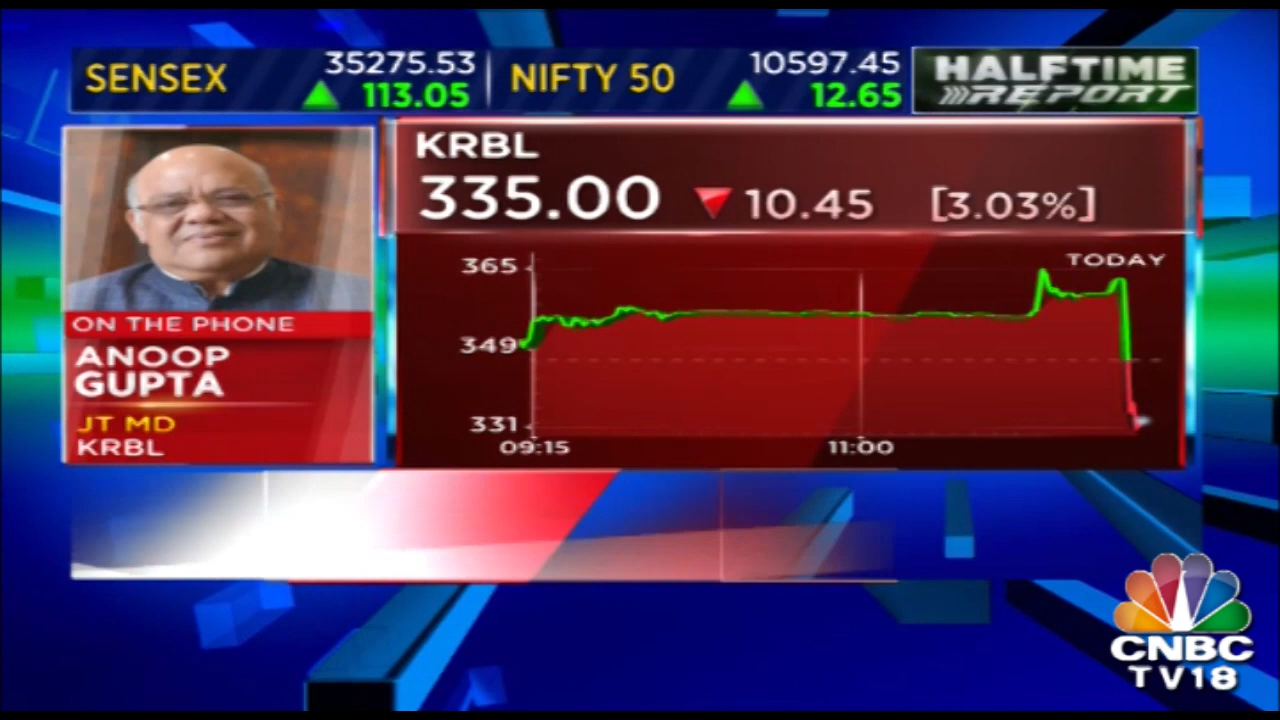 SENSEX 35275.53 ▲ 113.05
NIFTY 50 10597.45 ▲ 12.65
HALFTIME
REPORT
KRBL
335.00 ▼ 10.45 [3.03%]
TODAY
365
349
331
09:15 11:00
ON THE PHONE
ANOOP
GUPTA
JT MD
KRBL
CNBC
TV18